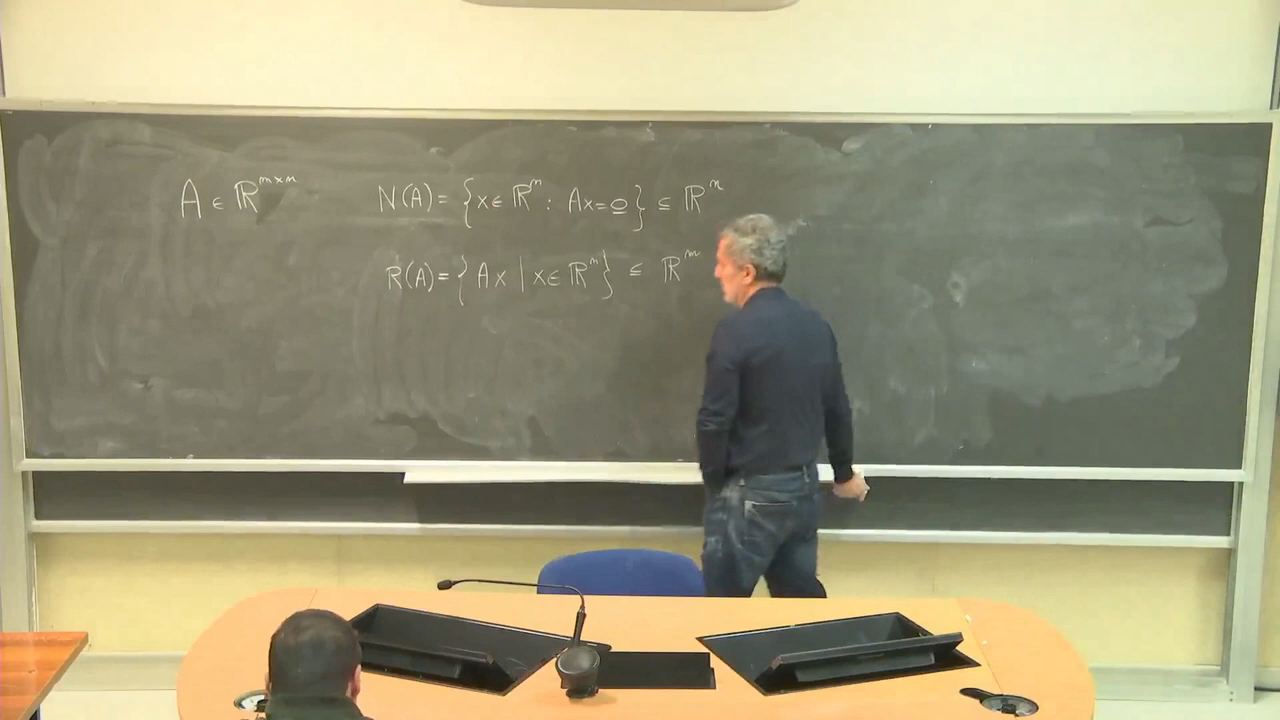 A ∈ ℝ^{m×n} N(A) = {x ∈ ℝ^n : Ax = 0} ⊆ ℝ^n
R(A) = {Ax | x ∈ ℝ^n} ⊆ ℝ^m